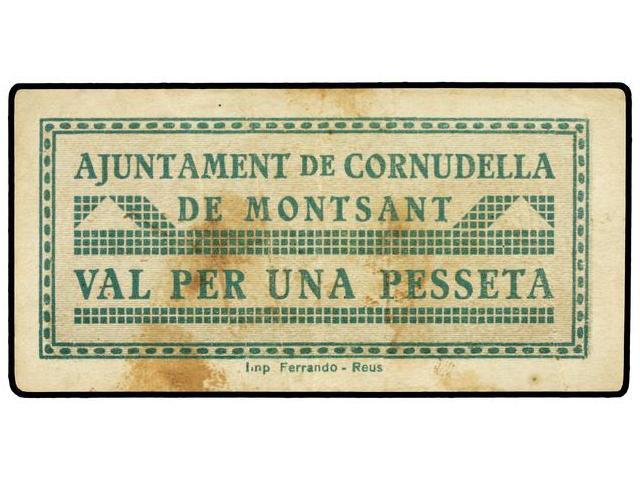 AJUNTAMENT DE CORNUDELLA
DE MONTSANT
VAL PER UNA PESSETA
Imp Ferrando - Reus